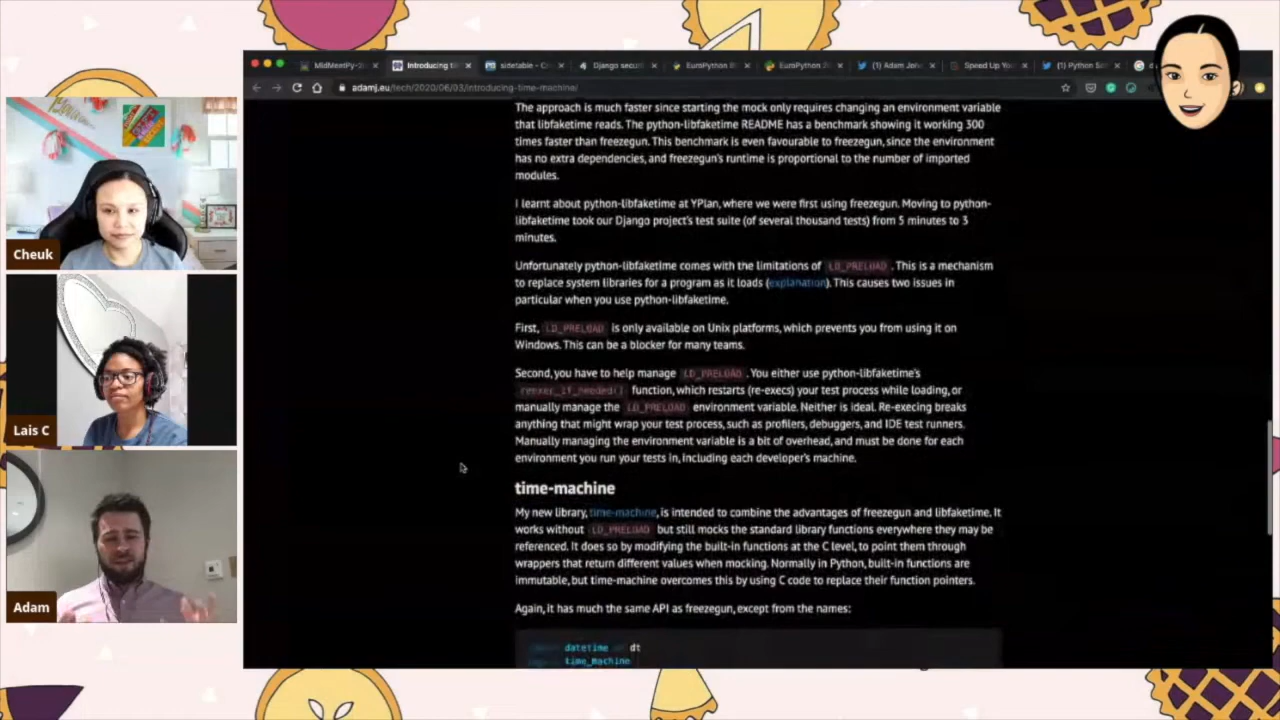 MidMeetPy-2
Introducing ti
sidetable - C
Django secu
EuroPython
EuroPython
(1) Adam Joh
Speed Up
(1) Python S
adamj.eu/tech/2020/06/03/introducing-time-machine/
The approach is much faster since starting the mock only requires changing an environment variable
that libfaketime reads. The python-libfaketime README has a benchmark showing it working 300
times faster than freezegun. This benchmark is even favourable to freezegun, since the environment
has no extra dependencies, and freezegun's runtime is proportional to the number of imported
modules.
I learnt about python-libfaketime at YPlan, where we were first using freezegun. Moving to python-
libfaketime took our Django project's test suite (of several thousand tests) from 5 minutes to 3
minutes.
Unfortunately python-libfaketime comes with the limitations of LD_PRELOAD. This is a mechanism
to replace system libraries for a program as it loads (explanation). This causes two issues in
particular when you use python-libfaketime.
First, LD_PRELOAD is only available on Unix platforms, which prevents you from using it on
Windows. This can be a blocker for many teams.
Second, you have to help manage LD_PRELOAD. You either use python-libfaketime's
reexec_if_needed() function, which restarts (re-execs) your test process while loading, or
manually manage the LD_PRELOAD environment variable. Neither is ideal. Re-execing breaks
anything that might wrap your test process, such as profilers, debuggers, and IDE test runners.
Manually managing the environment variable is a bit of overhead, and must be done for each
environment you run your tests in, including each developer's machine.
time-machine
My new library, time-machine, is intended to combine the advantages of freezegun and libfaketime. It
works without LD_PRELOAD but still mocks the standard library functions everywhere they may be
referenced. It does so by modifying the built-in functions at the C level, to point them through
wrappers that return different values when mocking. Normally in Python, built-in functions are
immutable, but time-machine overcomes this by using C code to replace their function pointers.
Again, it has much the same API as freezegun, except from the names:
datetime dt
time_machine
Cheuk
Lais C
Adam